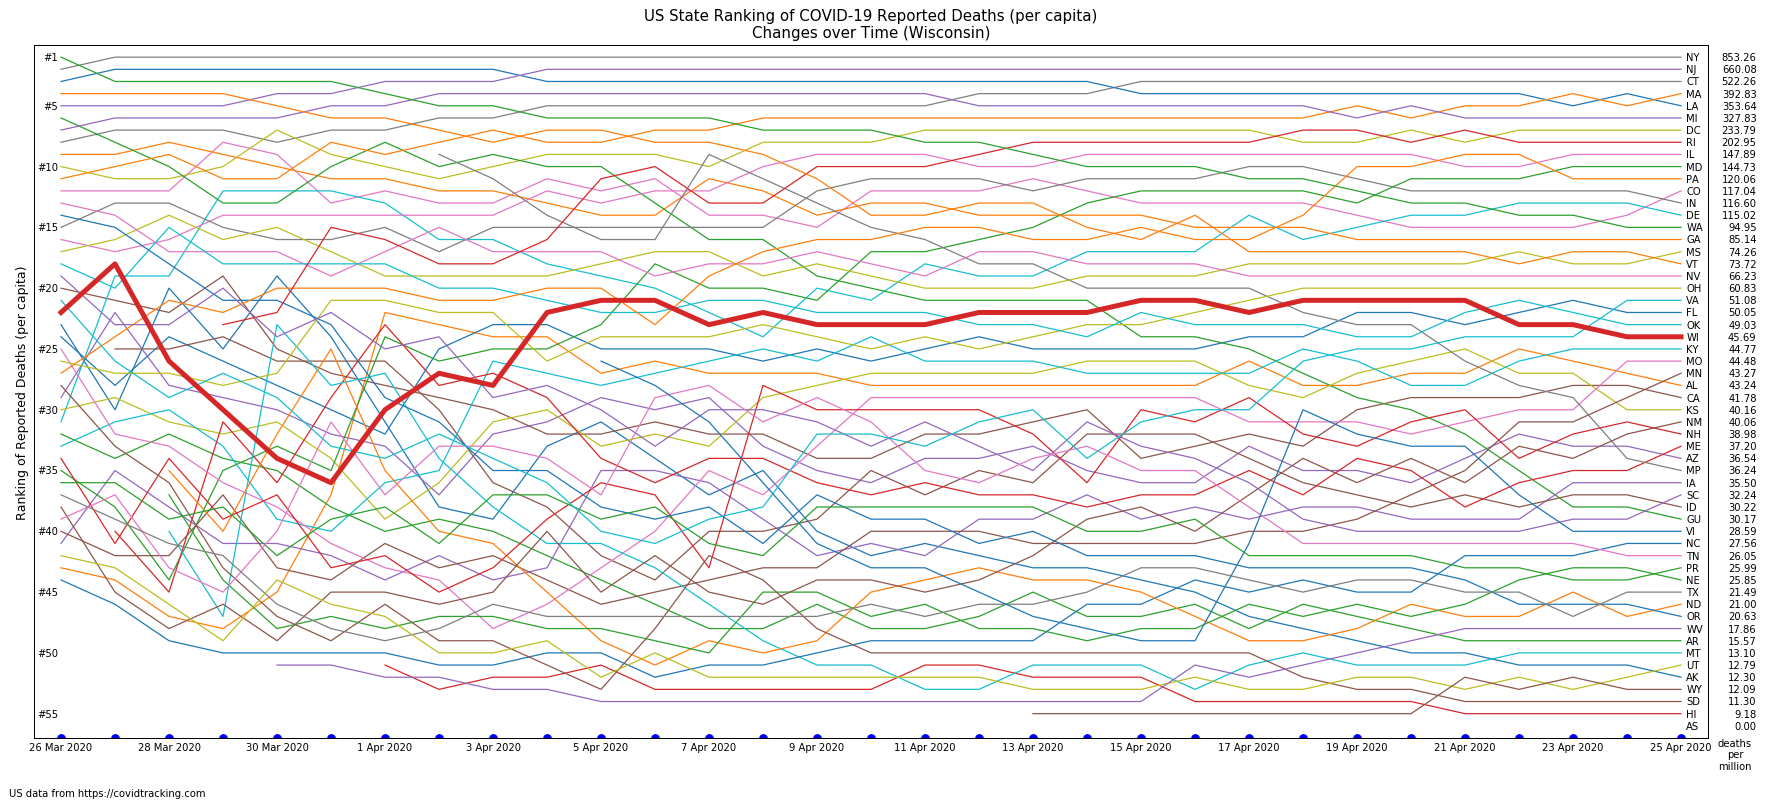 US State Ranking of COVID-19 Reported Deaths (per capita)
Changes over Time (Wisconsin)
Ranking of Reported Deaths (per capita)
#1
#5
#10
#15
#20
#25
#30
#35
#40
#45
#50
#55
NY 853.26
NJ 660.08
CT 522.26
MA 392.83
LA 353.64
MI 327.83
DC 233.79
RI 202.95
IL 147.89
MD 144.73
PA 120.06
CO 117.04
IN 116.60
DE 115.02
WA 94.95
GA 85.14
MS 74.26
VT 73.72
NV 66.23
OH 60.83
VA 51.08
FL 50.05
OK 49.03
WI 45.69
KY 44.77
MO 44.48
MN 43.27
AL 43.24
CA 41.78
KS 40.16
NM 40.06
NH 38.98
ME 37.20
AZ 36.54
MP 36.24
IA 35.50
SC 32.24
ID 30.22
GU 30.17
VI 28.59
NC 27.56
TN 26.05
PR 25.99
NE 25.85
TX 21.49
ND 21.00
OR 20.63
WV 17.86
AR 15.57
MT 13.10
UT 12.79
AK 12.30
WY 12.09
SD 11.30
HI 9.18
AS 0.00
26 Mar 2020 28 Mar 2020 30 Mar 2020 1 Apr 2020 3 Apr 2020 5 Apr 2020 7 Apr 2020 9 Apr 2020 11 Apr 2020 13 Apr 2020 15 Apr 2020 17 Apr 2020 19 Apr 2020 21 Apr 2020 23 Apr 2020 25 Apr 2020
deaths
per
million
US data from https://covidtracking.com